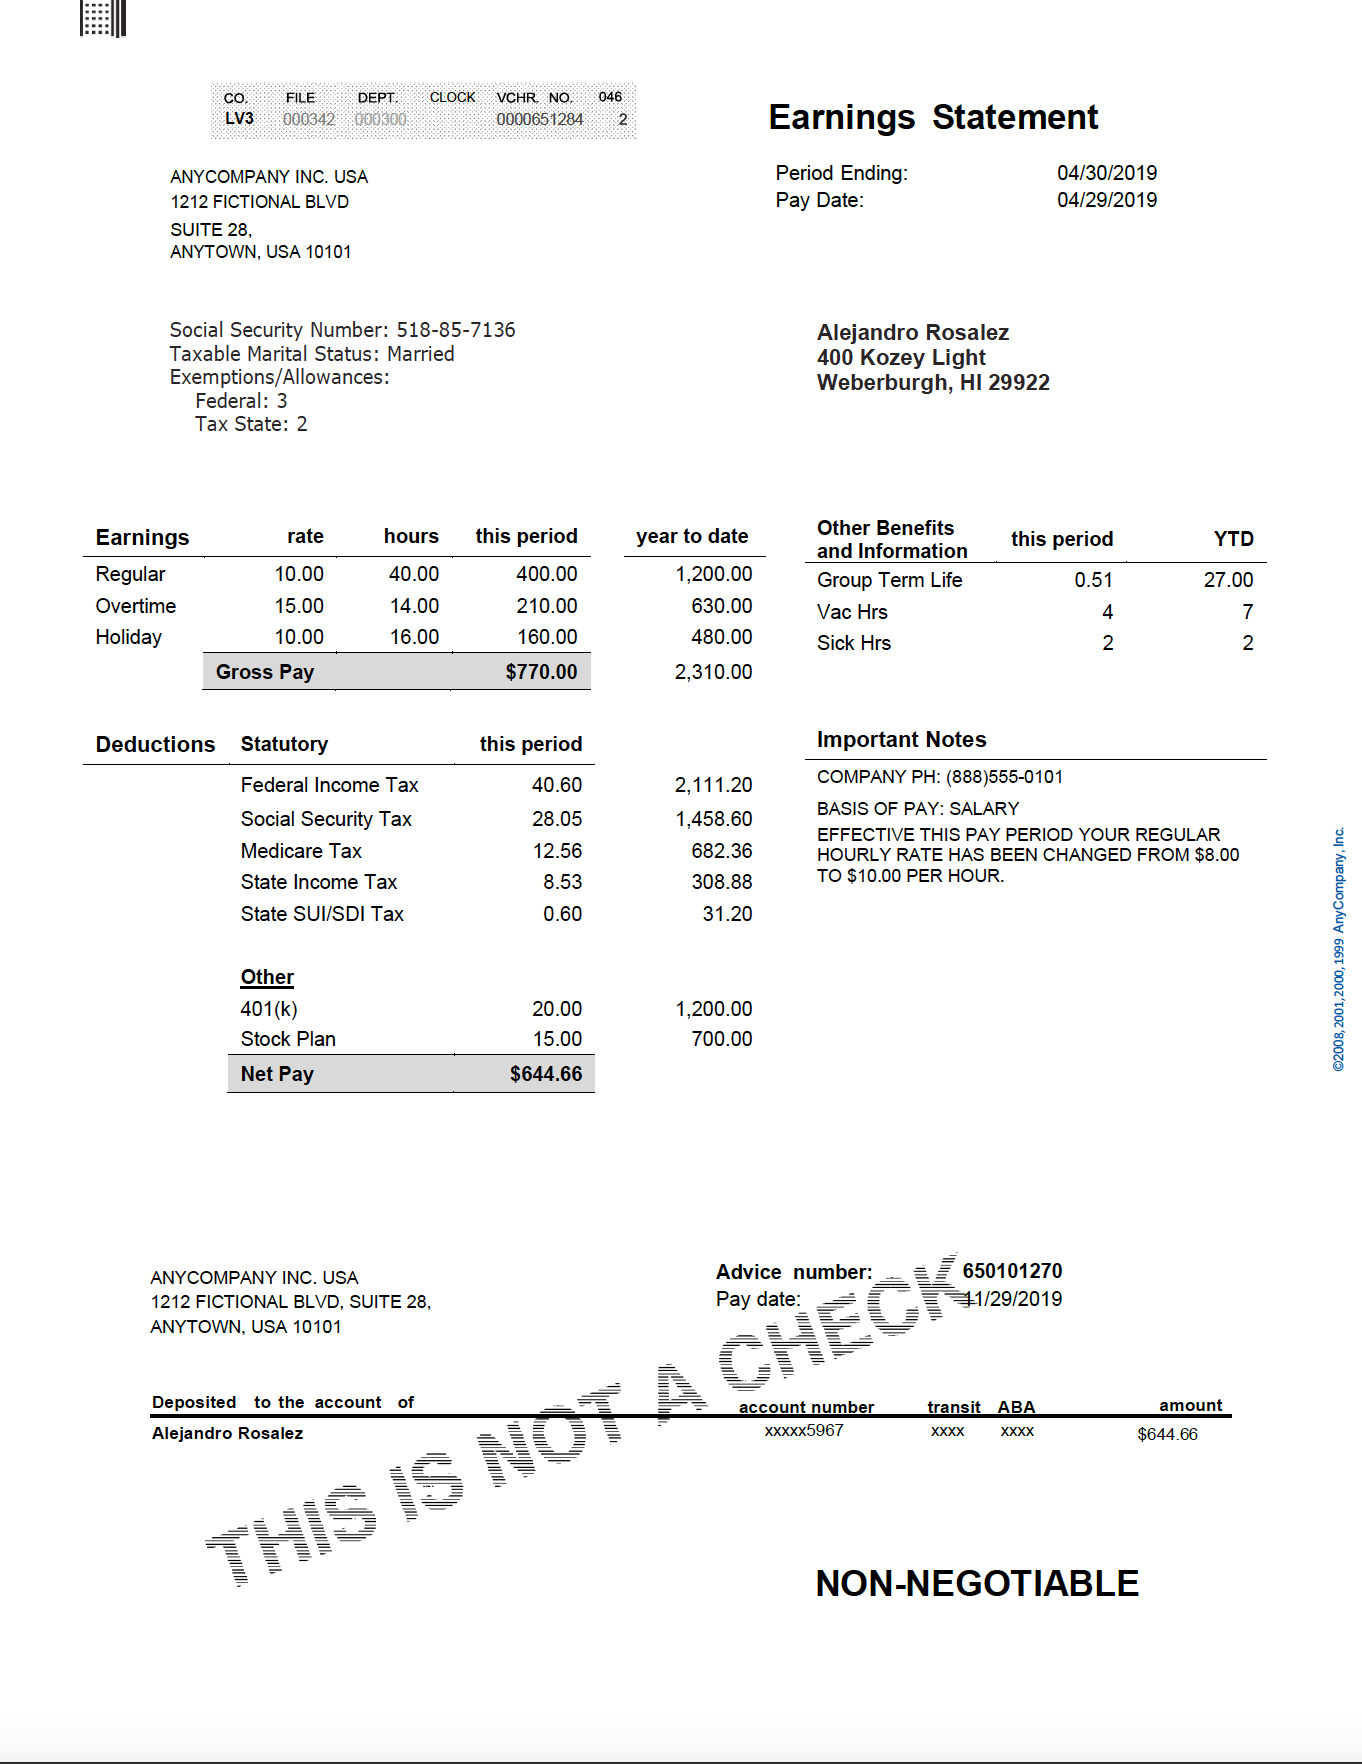 CO. FILE DEPT. CLOCK VCHR. NO. 046
LV3 000342 000300 0000651284 2
Earnings Statement
Period Ending: 04/30/2019
Pay Date: 04/29/2019
ANYCOMPANY INC. USA
1212 FICTIONAL BLVD
SUITE 28,
ANYTOWN, USA 10101
Social Security Number: 518-85-7136
Taxable Marital Status: Married
Exemptions/Allowances:
Federal: 3
Tax State: 2
Alejandro Rosalez
400 Kozey Light
Weberburgh, HI 29922
Earnings rate hours this period year to date
Regular 10.00 40.00 400.00 1,200.00
Overtime 15.00 14.00 210.00 630.00
Holiday 10.00 16.00 160.00 480.00
Gross Pay $770.00 2,310.00
Other Benefits
and Information this period YTD
Group Term Life 0.51 27.00
Vac Hrs 4 7
Sick Hrs 2 2
Deductions Statutory this period
Federal Income Tax 40.60 2,111.20
Social Security Tax 28.05 1,458.60
Medicare Tax 12.56 682.36
State Income Tax 8.53 308.88
State SUI/SDI Tax 0.60 31.20
Other
401(k) 20.00 1,200.00
Stock Plan 15.00 700.00
Net Pay $644.66
Important Notes
COMPANY PH: (888)555-0101
BASIS OF PAY: SALARY
EFFECTIVE THIS PAY PERIOD YOUR REGULAR
HOURLY RATE HAS BEEN CHANGED FROM $8.00
TO $10.00 PER HOUR.
©2008, 2001, 2000, 1999 AnyCompany, Inc.
ANYCOMPANY INC. USA
1212 FICTIONAL BLVD, SUITE 28,
ANYTOWN, USA 10101
Advice number: 650101270
Pay date: 11/29/2019
THIS IS NOT A CHECK
Deposited to the account of account number transit ABA amount
Alejandro Rosalez xxxxx5967 xxxx xxxx $644.66
NON-NEGOTIABLE